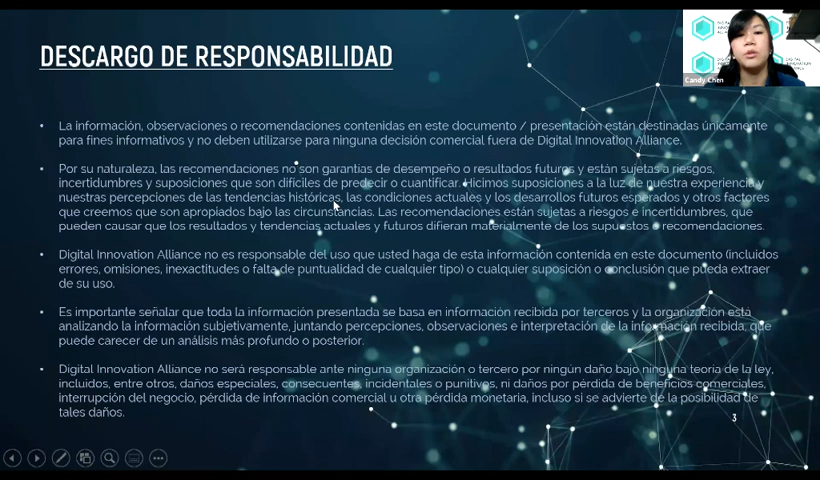 DESCARGO DE RESPONSABILIDAD
Candy Chen
• La información, observaciones o recomendaciones contenidas en este documento / presentación están destinadas únicamente
para fines informativos y no deben utilizarse para ninguna decisión comercial fuera de Digital Innovation Alliance.
• Por su naturaleza, las recomendaciones no son garantías de desempeño o resultados futuros y están sujetas a riesgos,
incertidumbres y suposiciones que son difíciles de predecir o cuantificar. Hicimos suposiciones a la luz de nuestra experiencia y
nuestras percepciones de las tendencias históricas, las condiciones actuales y los desarrollos futuros esperados y otros factores
que creemos que son apropiados bajo las circunstancias. Las recomendaciones están sujetas a riesgos e incertidumbres, que
pueden causar que los resultados y tendencias actuales y futuros difieran materialmente de los supuestos o recomendaciones.
• Digital Innovation Alliance no es responsable del uso que usted haga de esta información contenida en este documento (incluidos
errores, omisiones, inexactitudes o falta de puntualidad de cualquier tipo) o cualquier suposición o conclusión que pueda extraer
de su uso.
• Es importante señalar que toda la información presentada se basa en información recibida por terceros y la organización está
analizando la información subjetivamente, juntando percepciones, observaciones e interpretación de la información recibida, que
puede carecer de un análisis más profundo o posterior.
• Digital Innovation Alliance no será responsable ante ninguna organización o tercero por ningún daño bajo ninguna teoría de la ley,
incluidos, entre otros, daños especiales, consecuentes, incidentales o punitivos, ni daños por pérdida de beneficios comerciales,
interrupción del negocio, pérdida de información comercial u otra pérdida monetaria, incluso si se advierte de la posibilidad de
tales daños.
3